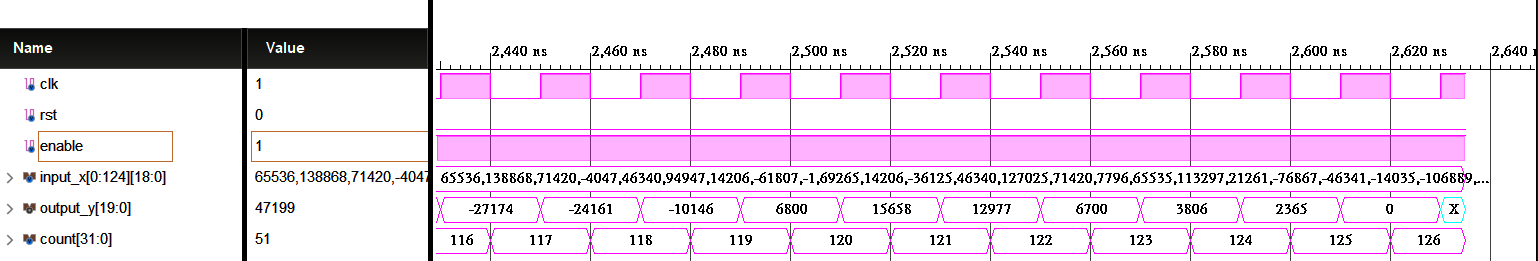 Name Value 2,440 ns 2,460 ns 2,480 ns 2,500 ns 2,520 ns 2,540 ns 2,560 ns 2,580 ns 2,600 ns 2,620 ns 2,640
clk 1
rst 0
enable 1
input_x[0:124][18:0] 65536,138868,71420,-4047 65536,138868,71420,-4047,46340,94947,14206,-61807,-1,69265,14206,-36125,46340,127025,71420,7796,65535,113297,21261,-76867,-46341,-14035,-106889,...
output_y[19:0] 47199 -27174 -24161 -10146 6800 15658 12977 6700 3806 2365 0 X
count[31:0] 51 116 117 118 119 120 121 122 123 124 125 126